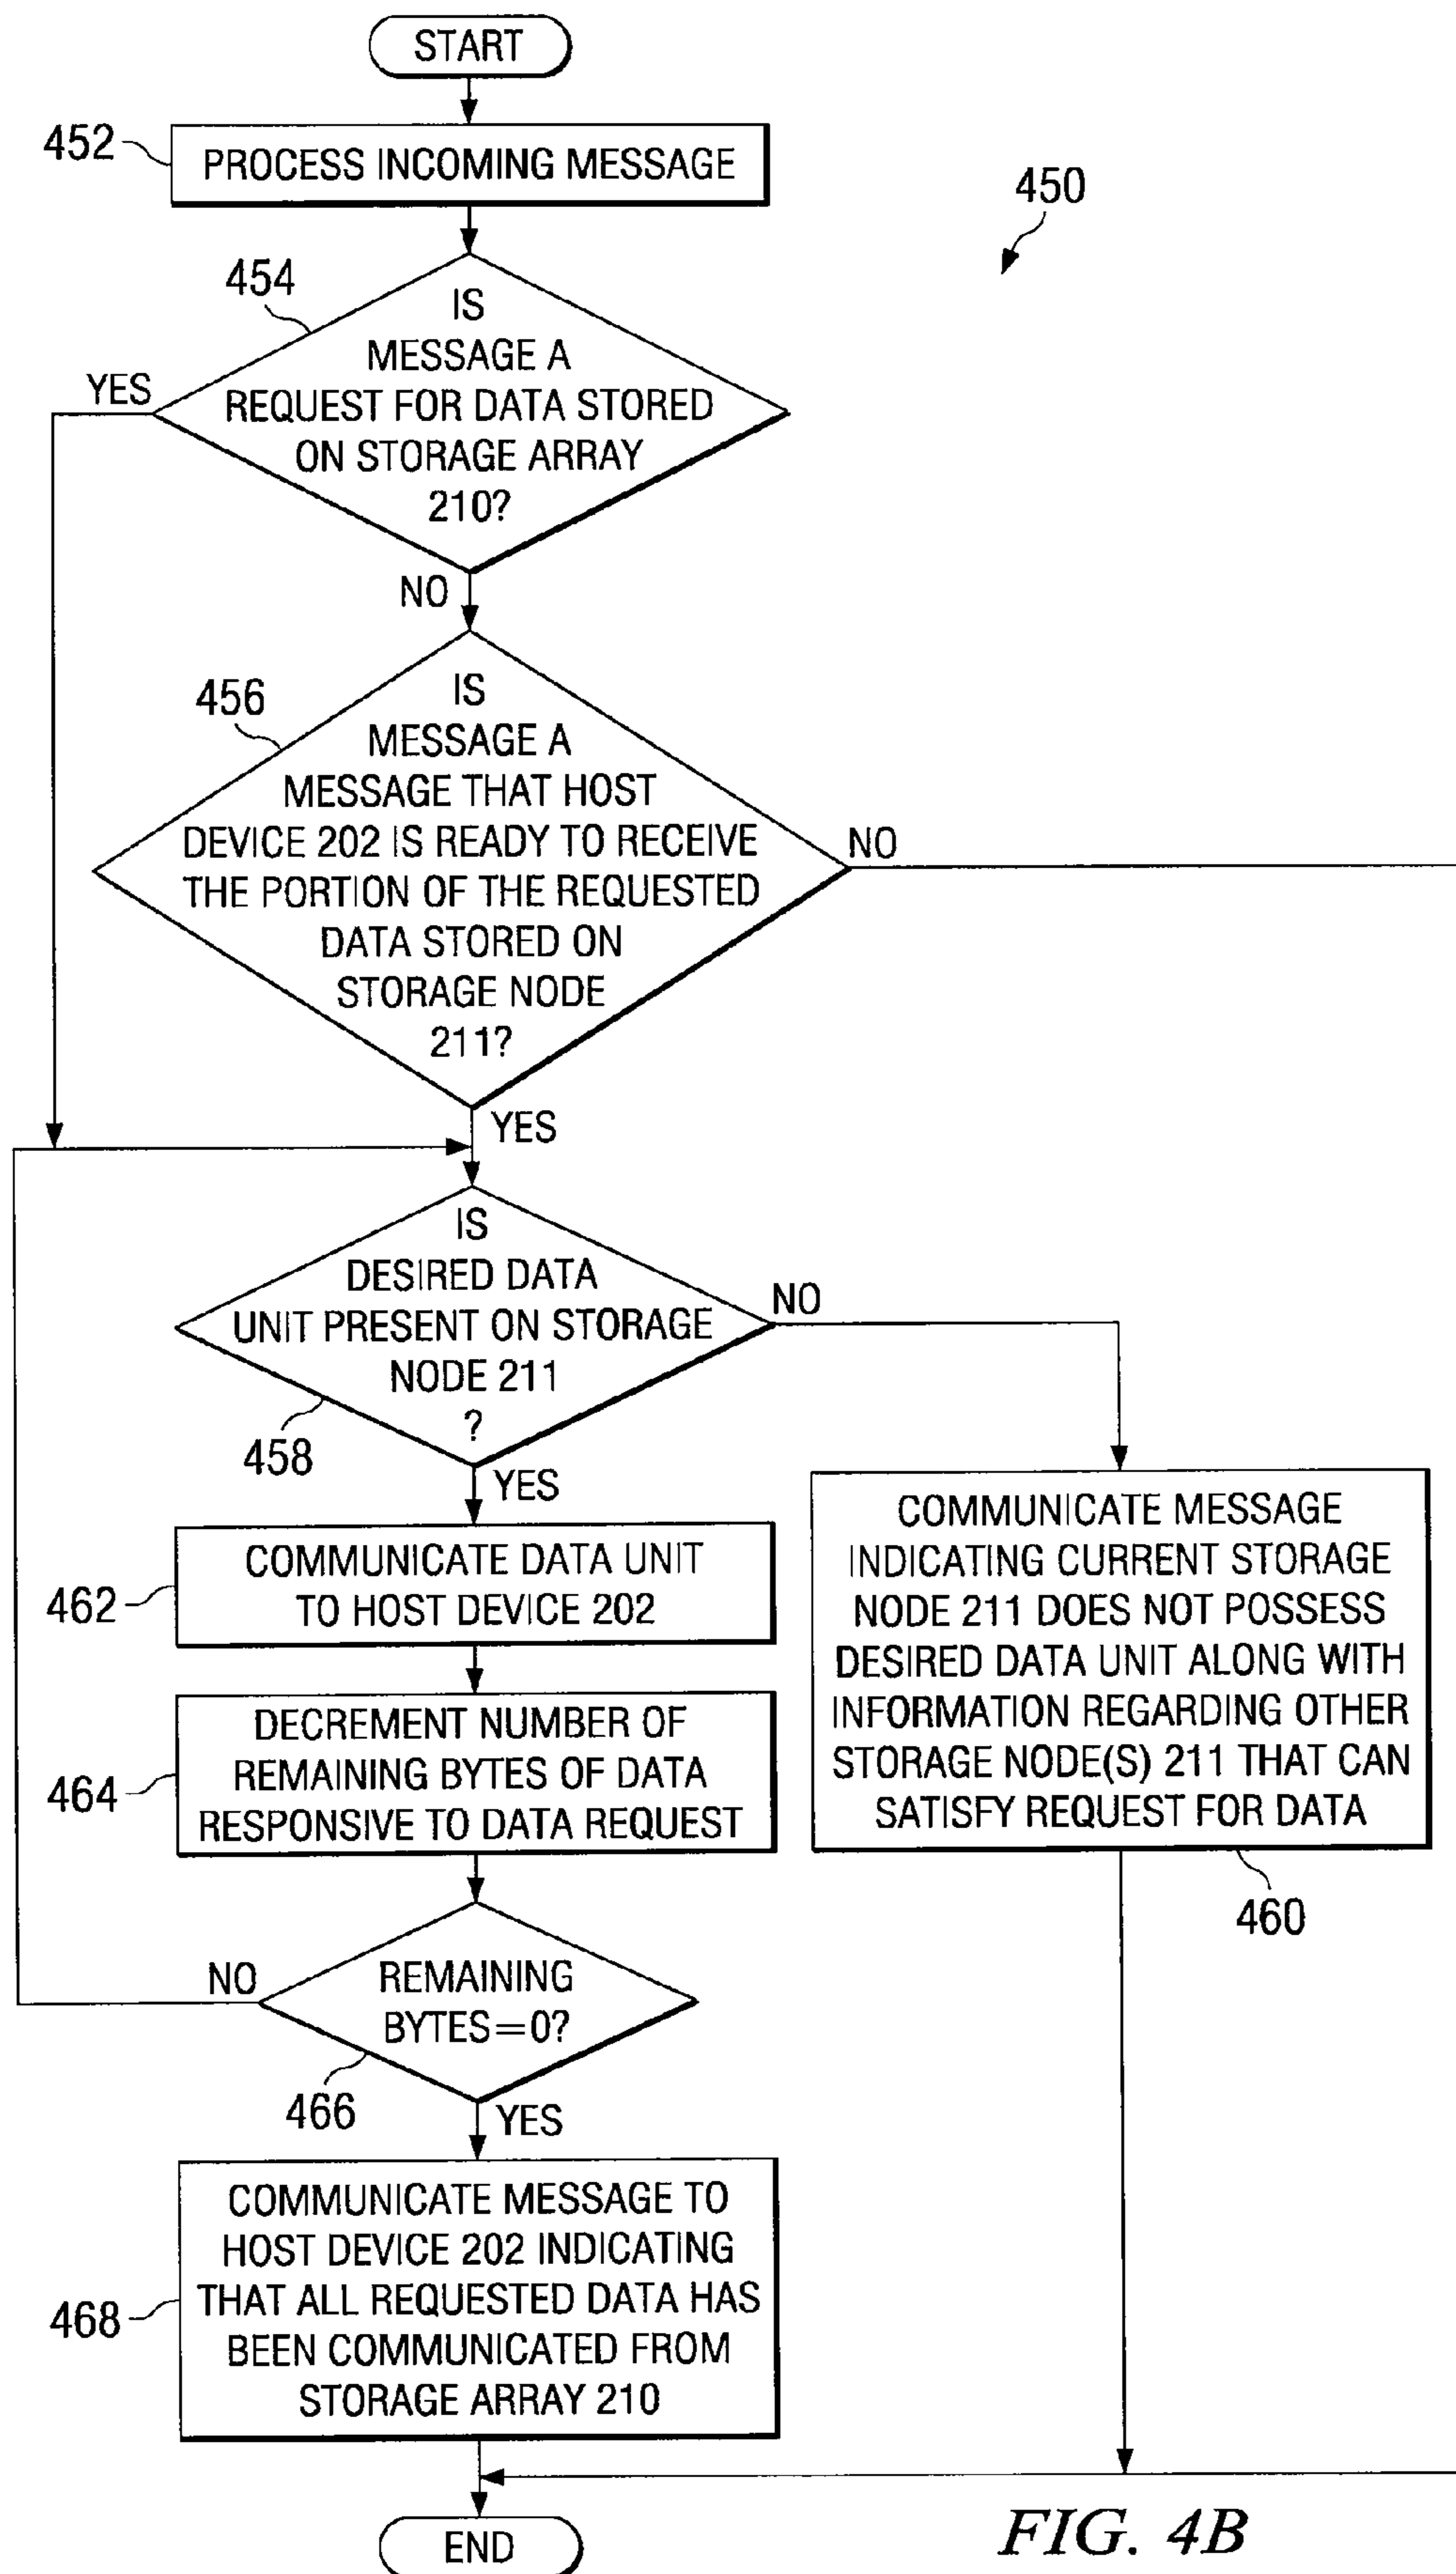 START
452
PROCESS INCOMING MESSAGE
450
454
IS
MESSAGE A
REQUEST FOR DATA STORED
ON STORAGE ARRAY
210?
YES
NO
456
IS
MESSAGE A
MESSAGE THAT HOST
DEVICE 202 IS READY TO RECEIVE
THE PORTION OF THE REQUESTED
DATA STORED ON
STORAGE NODE
211?
NO
YES
IS
DESIRED DATA
UNIT PRESENT ON STORAGE
NODE 211
?
NO
458
YES
462
COMMUNICATE DATA UNIT
TO HOST DEVICE 202
464
DECREMENT NUMBER OF
REMAINING BYTES OF DATA
RESPONSIVE TO DATA REQUEST
COMMUNICATE MESSAGE
INDICATING CURRENT STORAGE
NODE 211 DOES NOT POSSESS
DESIRED DATA UNIT ALONG WITH
INFORMATION REGARDING OTHER
STORAGE NODE(S) 211 THAT CAN
SATISFY REQUEST FOR DATA
460
NO
REMAINING
BYTES=0?
466
YES
468
COMMUNICATE MESSAGE TO
HOST DEVICE 202 INDICATING
THAT ALL REQUESTED DATA HAS
BEEN COMMUNICATED FROM
STORAGE ARRAY 210
END
FIG. 4B